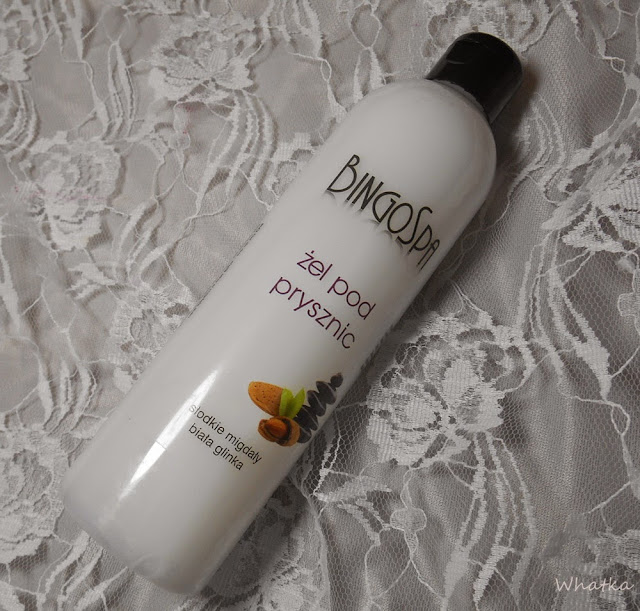 BINGOSPA
żel pod
prysznic
słodkie migdały
biała glinka
Whatka